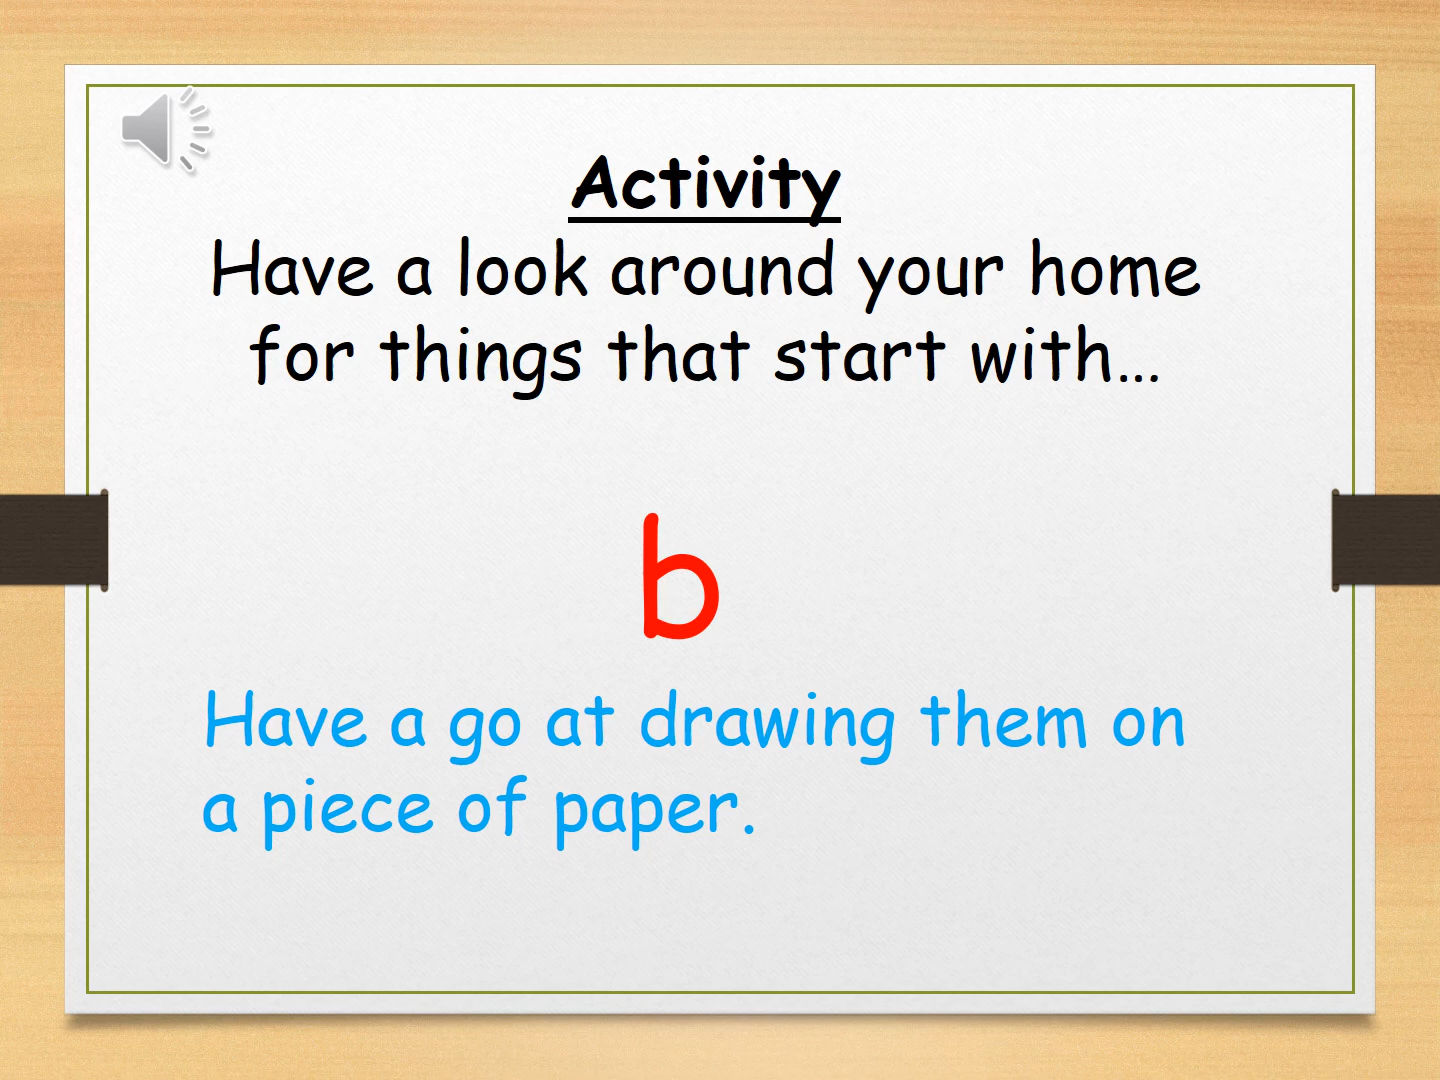 Activity
Have a look around your home
for things that start with...
b
Have a go at drawing them on
a piece of paper.